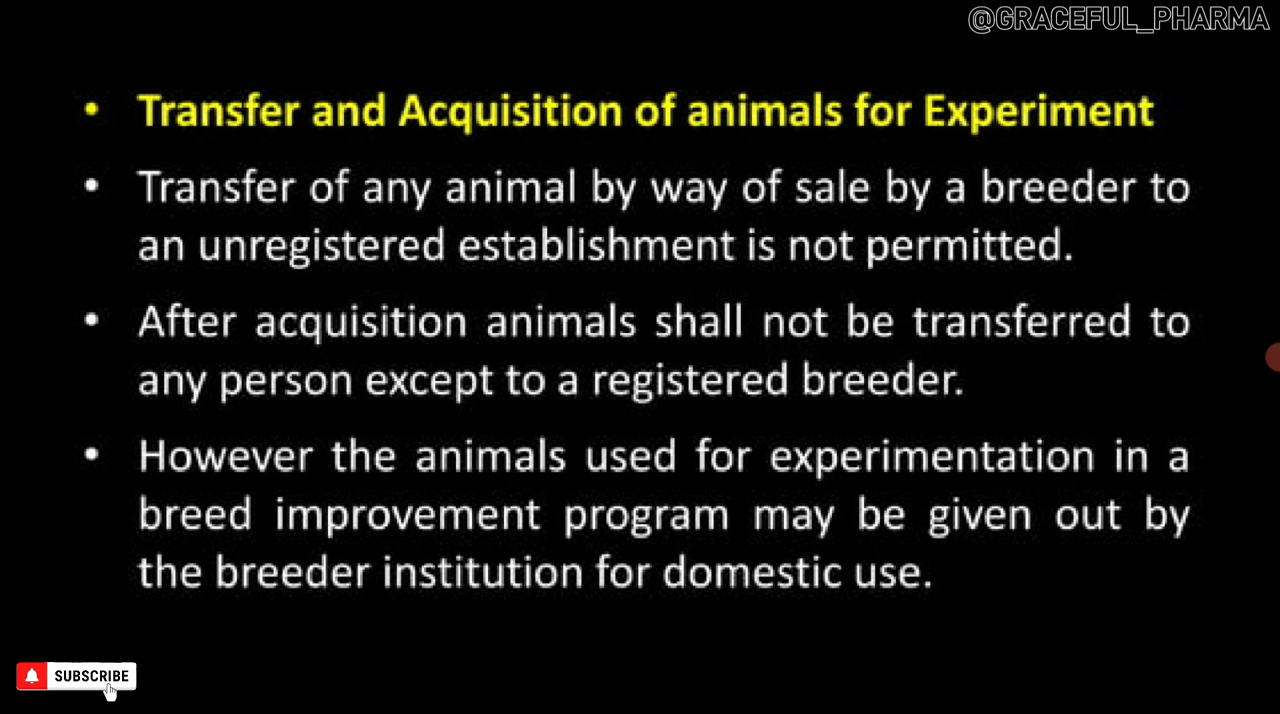 @GRACEFUL_PHARMA
• Transfer and Acquisition of animals for Experiment
• Transfer of any animal by way of sale by a breeder to
an unregistered establishment is not permitted.
• After acquisition animals shall not be transferred to
any person except to a registered breeder.
• However the animals used for experimentation in a
breed improvement program may be given out by
the breeder institution for domestic use.
SUBSCRIBE